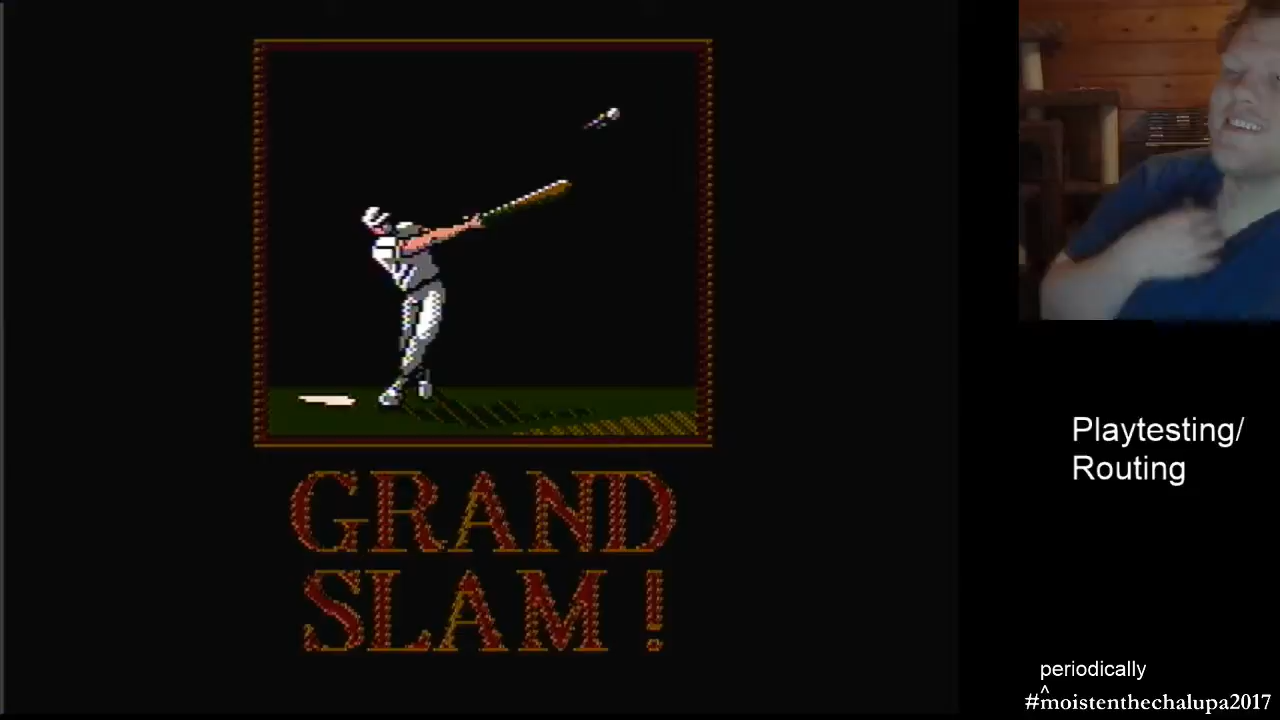 GRAND
SLAM !
Playtesting/
Routing
periodically
^
#moistenthechalupa2017